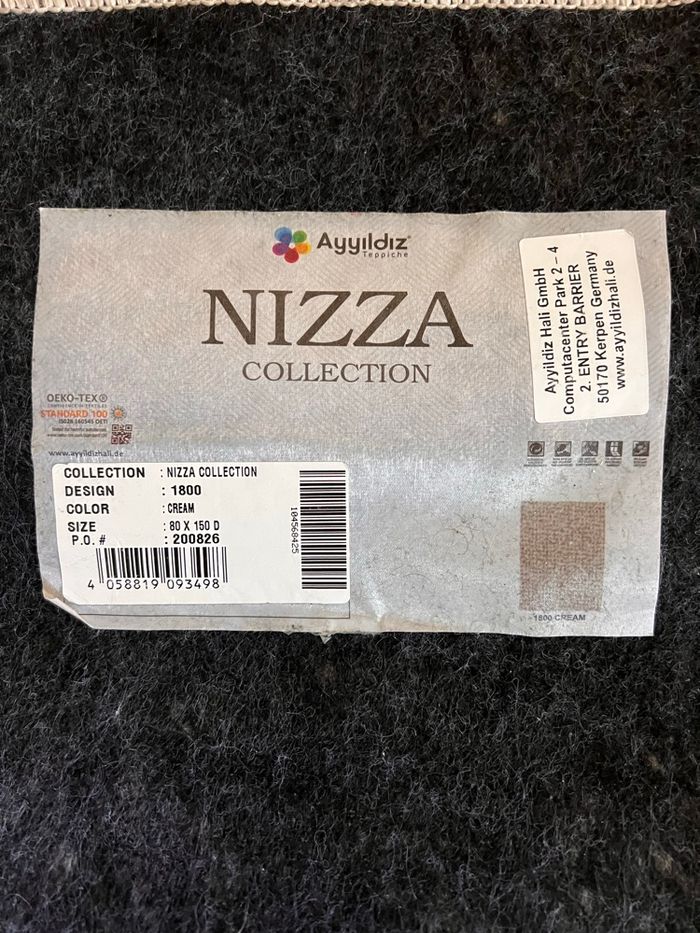 Ayyıldız®
Teppiche
NIZZA
COLLECTION
Ayyildiz Hali GmbH
Computacenter Park 2 - 4
2. ENTRY BARRIER
50170 Kerpen Germany
www.ayyildizhali.de
OEKO-TEX®
STANDARD 100
www.ayyildizhali.de
COLLECTION : NIZZA COLLECTION
DESIGN : 1800
COLOR : CREAM
SIZE : 80 X 150 D
P.O. # : 200826
4 058819 093498
104568425
1800 CREAM